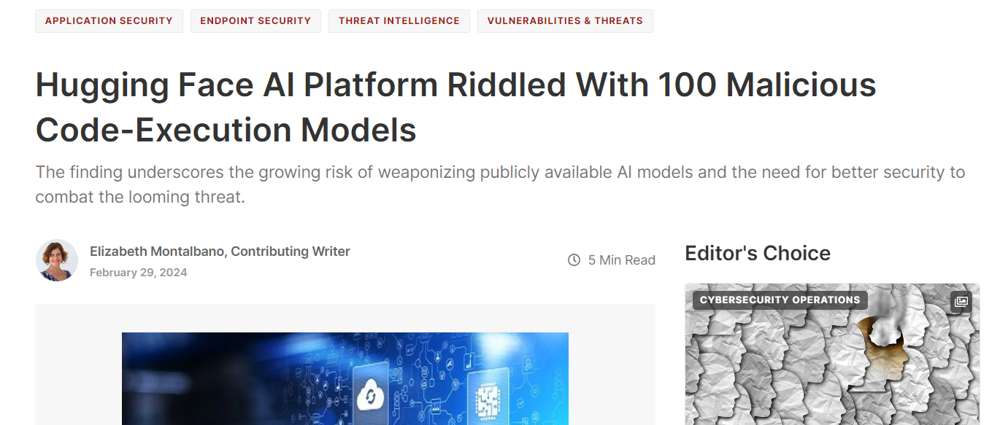 APPLICATION SECURITY
ENDPOINT SECURITY
THREAT INTELLIGENCE
VULNERABILITIES & THREATS
Hugging Face AI Platform Riddled With 100 Malicious
Code-Execution Models
The finding underscores the growing risk of weaponizing publicly available AI models and the need for better security to
combat the looming threat.
Elizabeth Montalbano, Contributing Writer
February 29, 2024
5 Min Read
Editor's Choice
CYBERSECURITY OPERATIONS